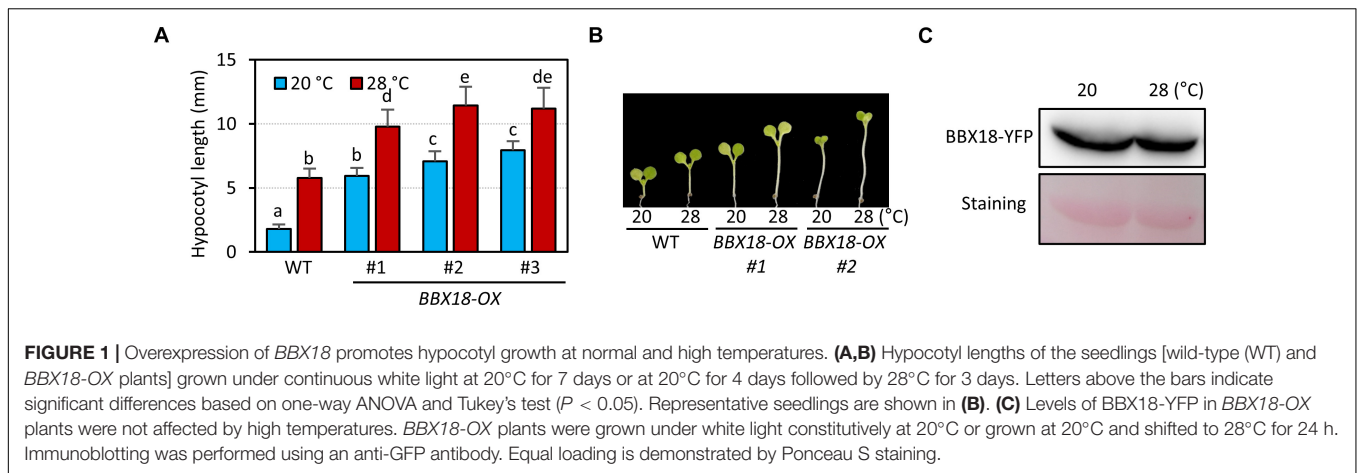 A
B
C
Hypocotyl length (mm)
15
10
5
0
20 °C 28 °C
a
b
b
d
c
e
c
de
WT #1 #2 #3
BBX18-OX
20 28 20 28 20 28 (°C)
WT BBX18-OX BBX18-OX
#1 #2
20 28 (°C)
BBX18-YFP
Staining
FIGURE 1 | Overexpression of BBX18 promotes hypocotyl growth at normal and high temperatures. (A,B) Hypocotyl lengths of the seedlings [wild-type (WT) and
BBX18-OX plants] grown under continuous white light at 20°C for 7 days or at 20°C for 4 days followed by 28°C for 3 days. Letters above the bars indicate
significant differences based on one-way ANOVA and Tukey's test (P < 0.05). Representative seedlings are shown in (B). (C) Levels of BBX18-YFP in BBX18-OX
plants were not affected by high temperatures. BBX18-OX plants were grown under white light constitutively at 20°C or grown at 20°C and shifted to 28°C for 24 h.
Immunoblotting was performed using an anti-GFP antibody. Equal loading is demonstrated by Ponceau S staining.